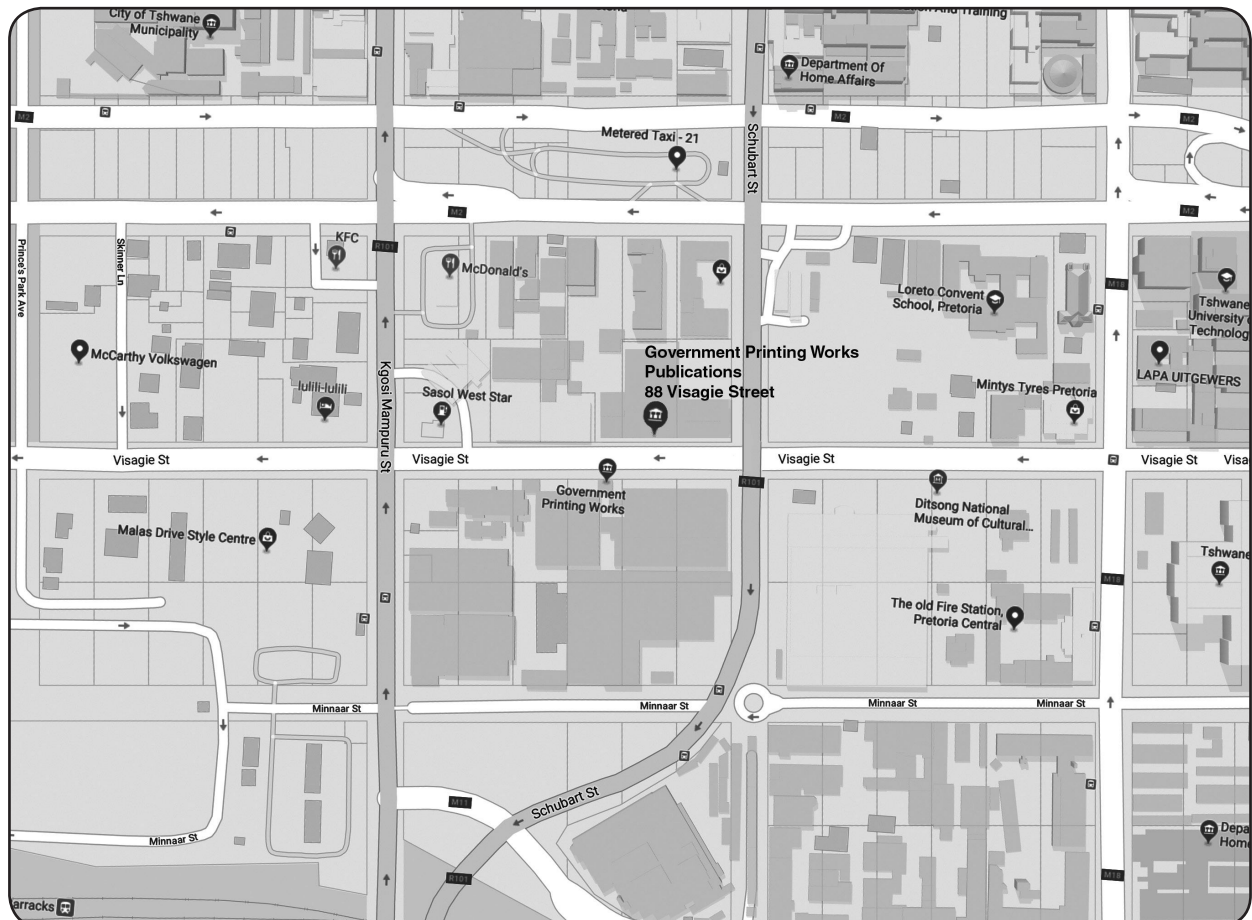 City of Tshwane
Municipality
And Training
Department Of
Home Affairs
M2
M2
M2
Metered Taxi - 21
Schubart St
M2
M2
R101
KFC
McDonald's
Prince's Park Ave
Skinner Ln
M18
Loreto Convent
School, Pretoria
Tshwane
University
Technolog
McCarthy Volkswagen
Government Printing Works
Publications
88 Visagie Street
LAPA UITGEWERS
lulili-lulili
Kgosi Mampuru St
Sasol West Star
Mintys Tyres Pretoria
Visagie St
Visagie St
Visagie St
Visagie St
Visa
Government
Printing Works
R101
Ditsong National
Museum of Cultural...
Malas Drive Style Centre
Tshwane
M18
The old Fire Station,
Pretoria Central
Minnaar St
Minnaar St
Minnaar St
Minnaar St
M11
Schubart St
Minnaar St
Depa
Home
R101
M18
arracks